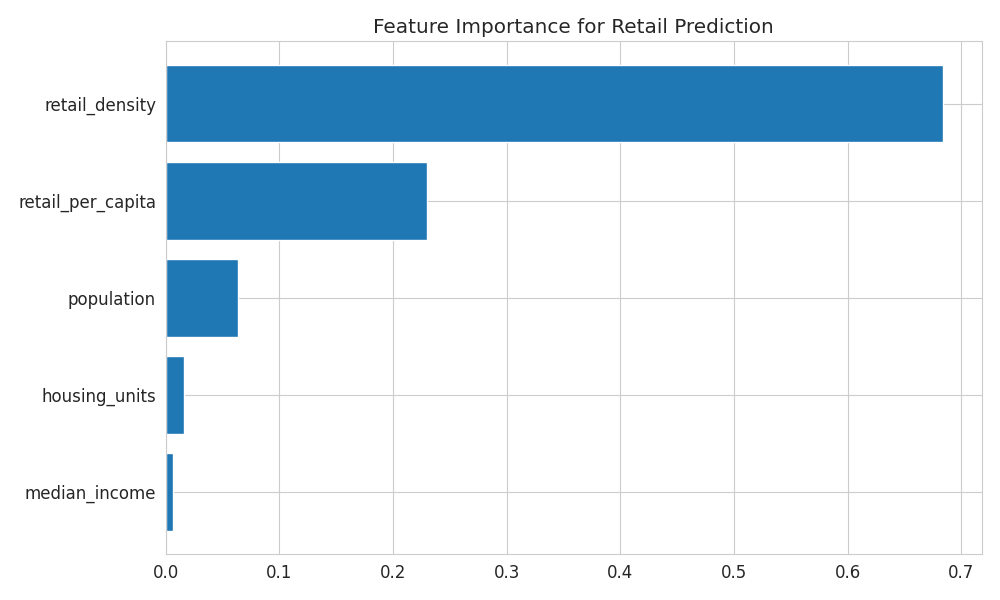 Feature Importance for Retail Prediction
retail_density
retail_per_capita
population
housing_units
median_income
0.0 0.1 0.2 0.3 0.4 0.5 0.6 0.7